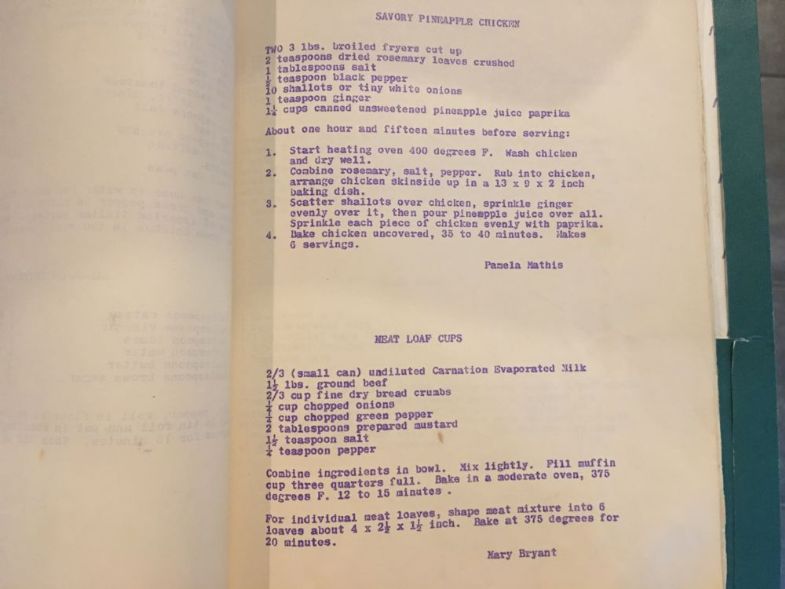 SAVORY PINEAPPLE CHICKEN
TWO 3 lbs. broiled fryers cut up
2 teaspoons dried rosemary leaves crushed
1 tablespoons salt
½ teaspoon black pepper
10 shallots or tiny white onions
1 teaspoon ginger
1½ cups canned unsweetened pineapple juice paprika
About one hour and fifteen minutes before serving:
1. Start heating oven 400 degrees F. Wash chicken
and dry well.
2. Combine rosemary, salt, pepper. Rub into chicken,
arrange chicken skinside up in a 13 x 9 x 2 inch
baking dish.
3. Scatter shallots over chicken, sprinkle ginger
evenly over it, then pour pineapple juice over all.
Sprinkle each piece of chicken evenly with paprika.
4. Bake chicken uncovered, 35 to 40 minutes. Makes
6 servings.
Pamela Mathis
MEAT LOAF CUPS
2/3 (small can) undiluted Carnation Evaporated Milk
1½ lbs. ground beef
2/3 cup fine dry bread crumbs
cup chopped onions
cup chopped green pepper
2 tablespoons prepared mustard
1½ teaspoon salt
teaspoon pepper
Combine ingredients in bowl. Mix lightly. Fill muffin
cup three quarters full. Bake in a moderate oven, 375
degrees F. 12 to 15 minutes .
For individual meat loaves, shape meat mixture into 6
loaves about 4 x 2½ x 1½ inch. Bake at 375 degrees for
20 minutes.
Mary Bryant